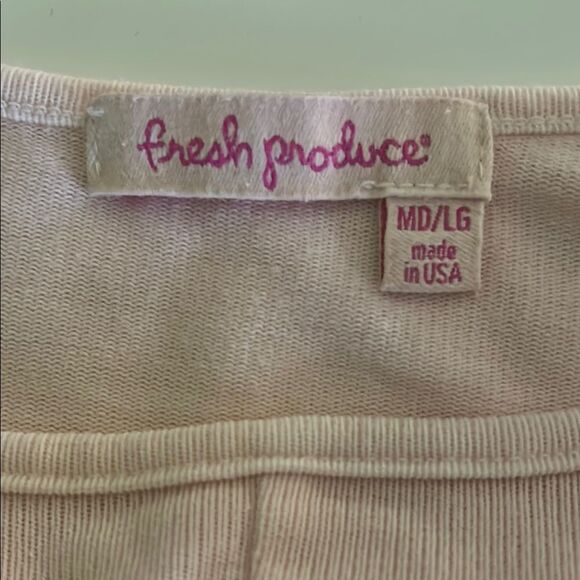 fresh produce®
MD/LG
made
in USA